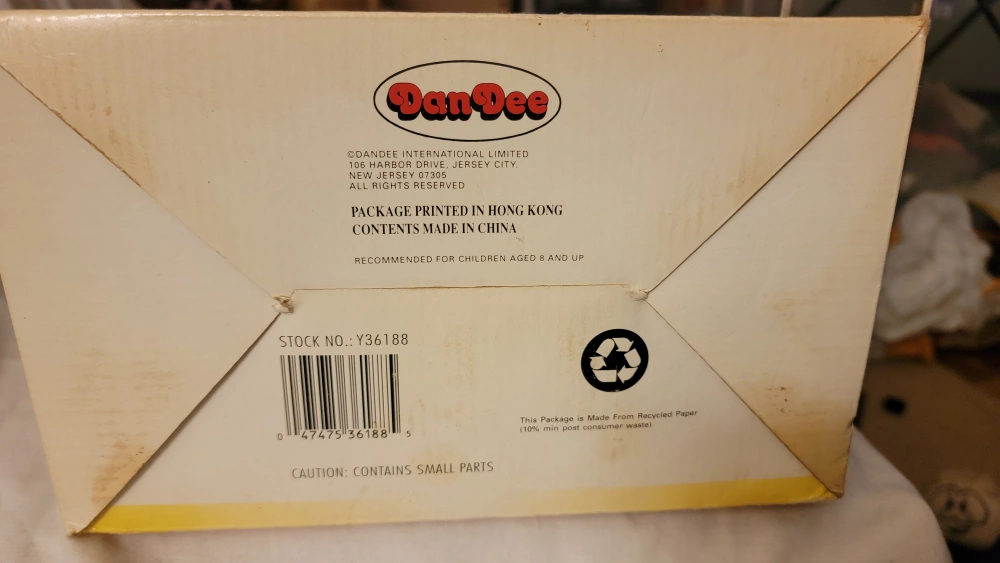 DanDee
©DANDEE INTERNATIONAL LIMITED
106 HARBOR DRIVE, JERSEY CITY.
NEW JERSEY 07305
ALL RIGHTS RESERVED
PACKAGE PRINTED IN HONG KONG
CONTENTS MADE IN CHINA
RECOMMENDED FOR CHILDREN AGED 8 AND UP
STOCK NO.: Y36188
0 47475 36188 5
This Package is Made From Recycled Paper
(10% min post consumer waste)
CAUTION: CONTAINS SMALL PARTS